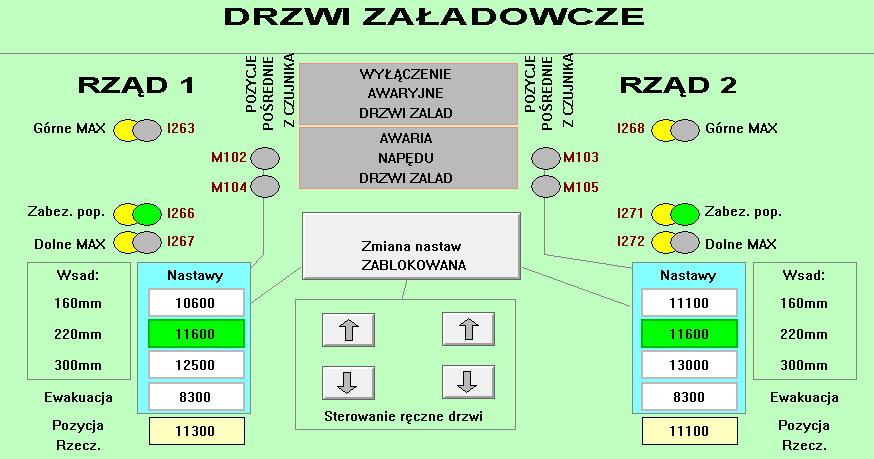 DRZWI ZAŁADOWCZE
RZĄD 1
POZYCJE
POŚREDNIE
Z CZUJNIKA
WYŁĄCZENIE
AWARYJNE
DRZWI ZALAD
AWARIA
NAPĘDU
DRZWI ZALAD
POZYCJE
POŚREDNIE
Z CZUJNIKA
RZĄD 2
Górne MAX I263
I268 Górne MAX
M102
M103
M104
M105
Zabez. pop. I266
I271 Zabez. pop.
Dolne MAX I267
I272 Dolne MAX
Zmiana nastaw
ZABLOKOWANA
Wsad: Nastawy
160mm 10600
220mm 11600
300mm 12500
Ewakuacja 8300
Pozycja
Rzecz.
11300
Sterowanie ręczne drzwi
Nastawy Wsad:
11100 160mm
11600 220mm
13000 300mm
8300 Ewakuacja
11100
Pozycja
Rzecz.